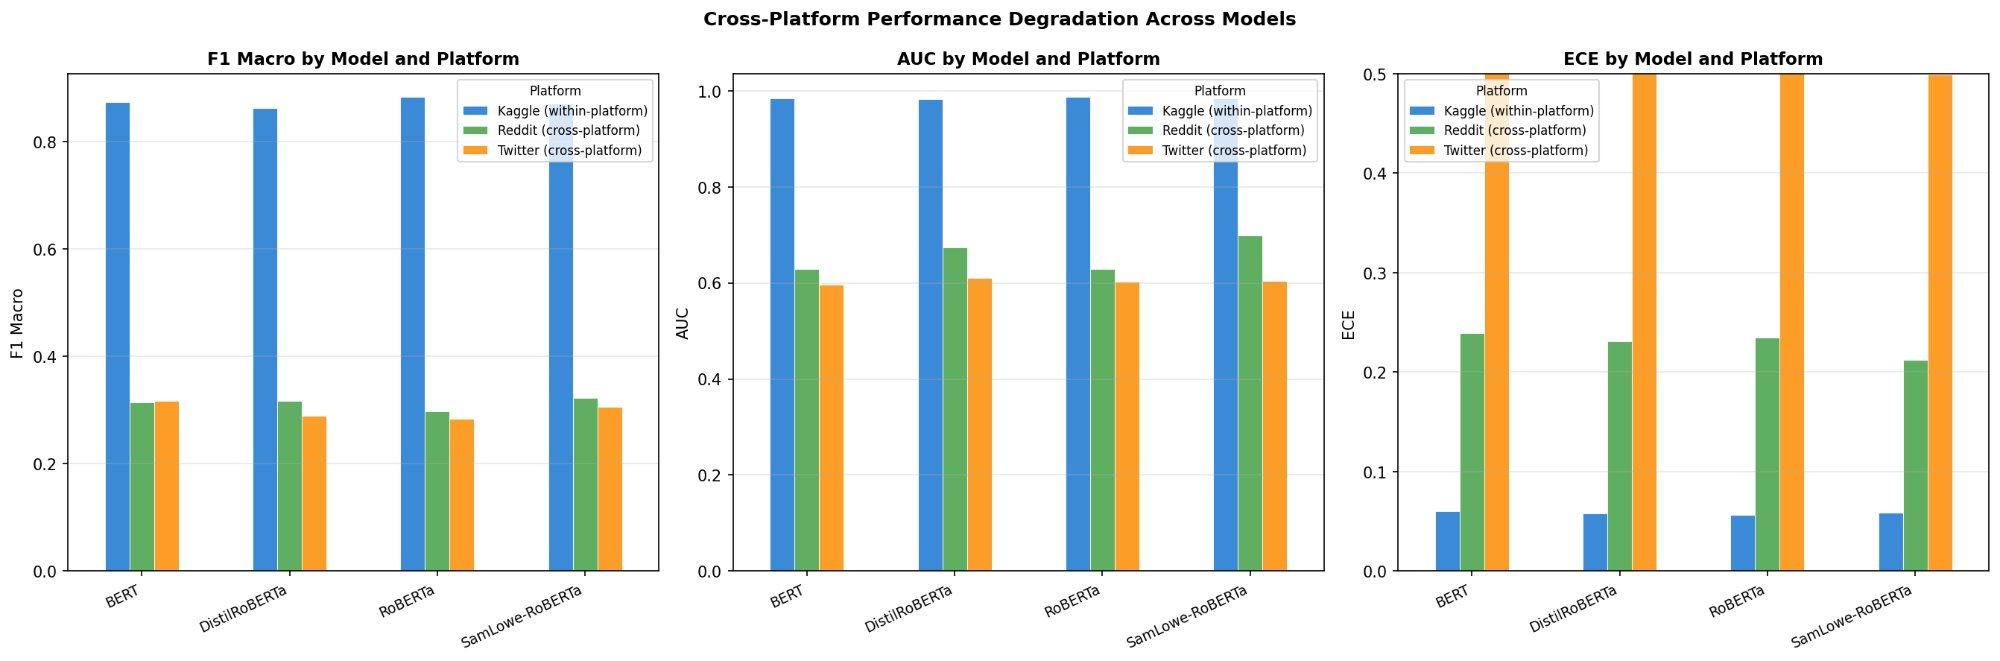 Cross-Platform Performance Degradation Across Models
F1 Macro by Model and Platform
F1 Macro
0.8
0.6
0.4
0.2
0.0
Platform
Kaggle (within-platform)
Reddit (cross-platform)
Twitter (cross-platform)
BERT
DistilRoBERTa
RoBERTa
SamLowe-RoBERTa
AUC by Model and Platform
AUC
1.0
0.8
0.6
0.4
0.2
0.0
Platform
Kaggle (within-platform)
Reddit (cross-platform)
Twitter (cross-platform)
BERT
DistilRoBERTa
RoBERTa
SamLowe-RoBERTa
ECE by Model and Platform
ECE
0.5
0.4
0.3
0.2
0.1
0.0
Platform
Kaggle (within-platform)
Reddit (cross-platform)
Twitter (cross-platform)
BERT
DistilRoBERTa
RoBERTa
SamLowe-RoBERTa